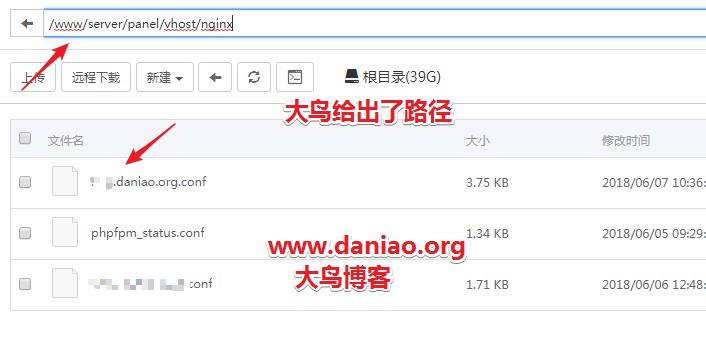 /www/server/panel/vhost/nginx
上传 远程下载 新建 根目录(39G)
大鸟给出了路径
文件名 大小 修改时间
.daniao.org.conf 3.75 KB 2018/06/07 10:36:
phpfpm_status.conf 1.34 KB 2018/06/05 09:29:
www.daniao.org
大鸟博客
conf 1.71 KB 2018/06/06 12:48: